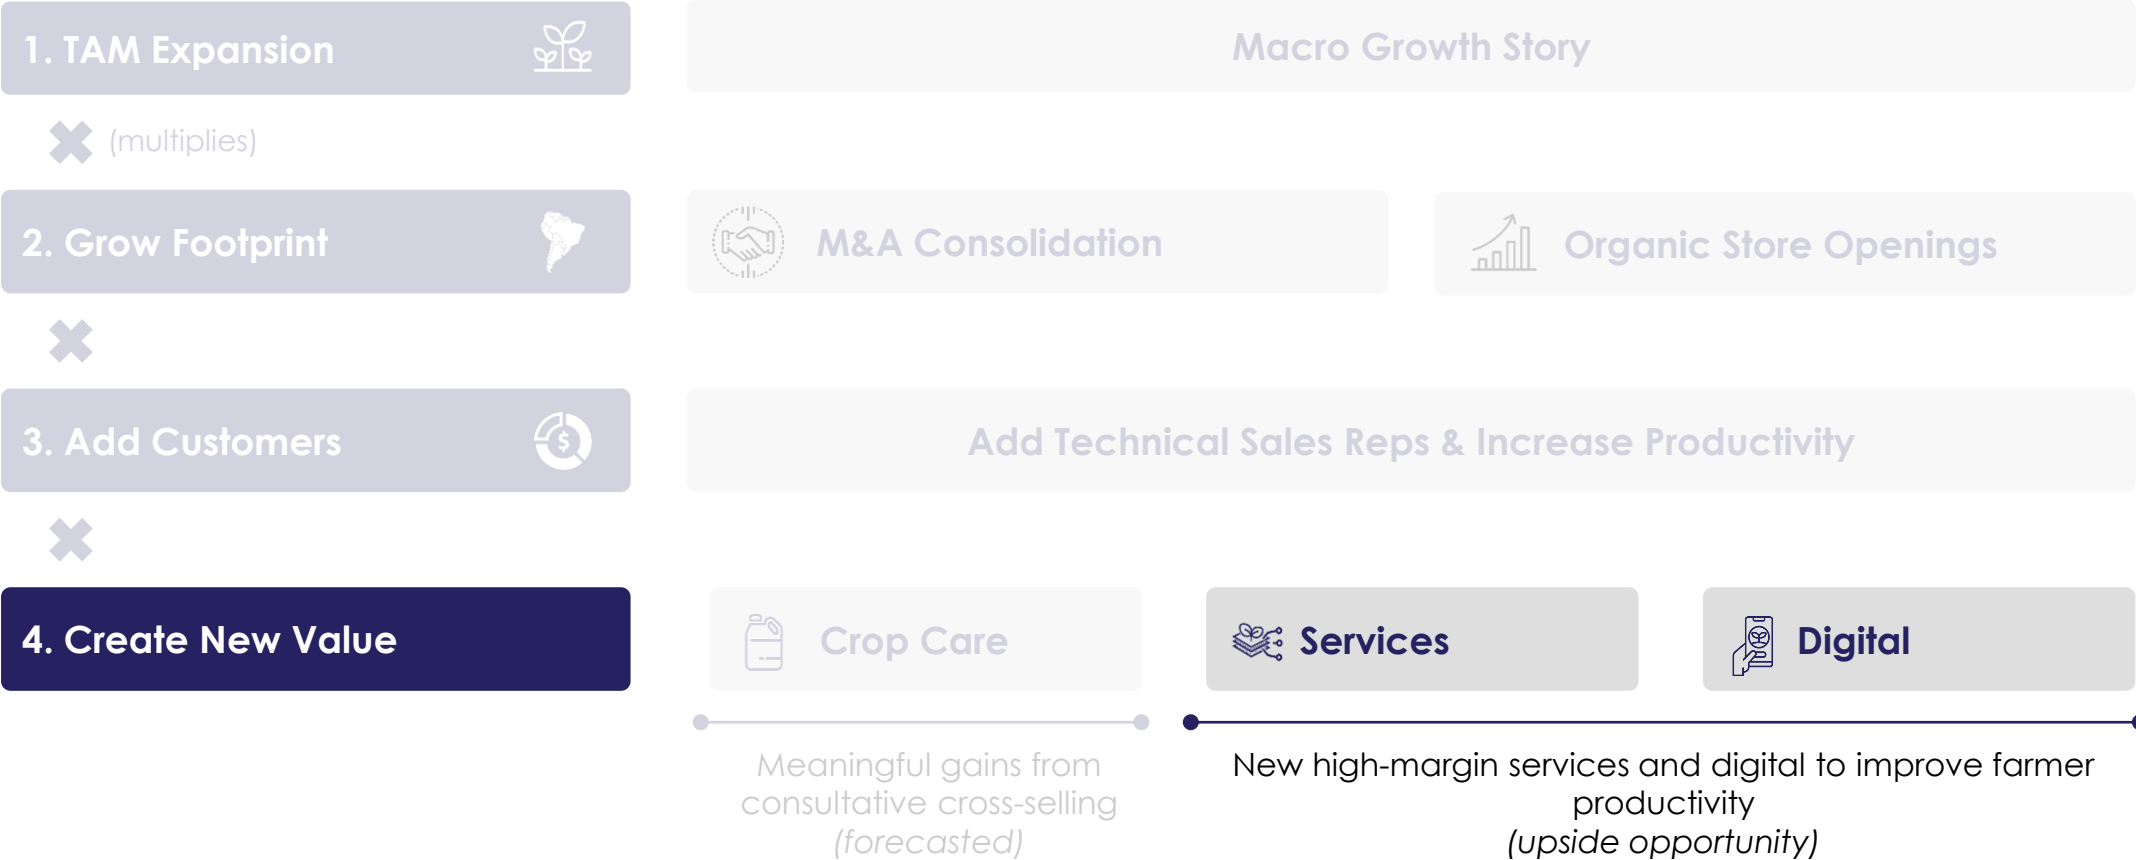 1. TAM Expansion
Macro Growth Story
(multiplies)
2. Grow Footprint
M&A Consolidation
Organic Store Openings
3. Add Customers
$
Add Technical Sales Reps & Increase Productivity
4. Create New Value
Crop Care
Services
Digital
Meaningful gains from
consultative cross-selling
(forecasted)
New high-margin services and digital to improve farmer
productivity
(upside opportunity)